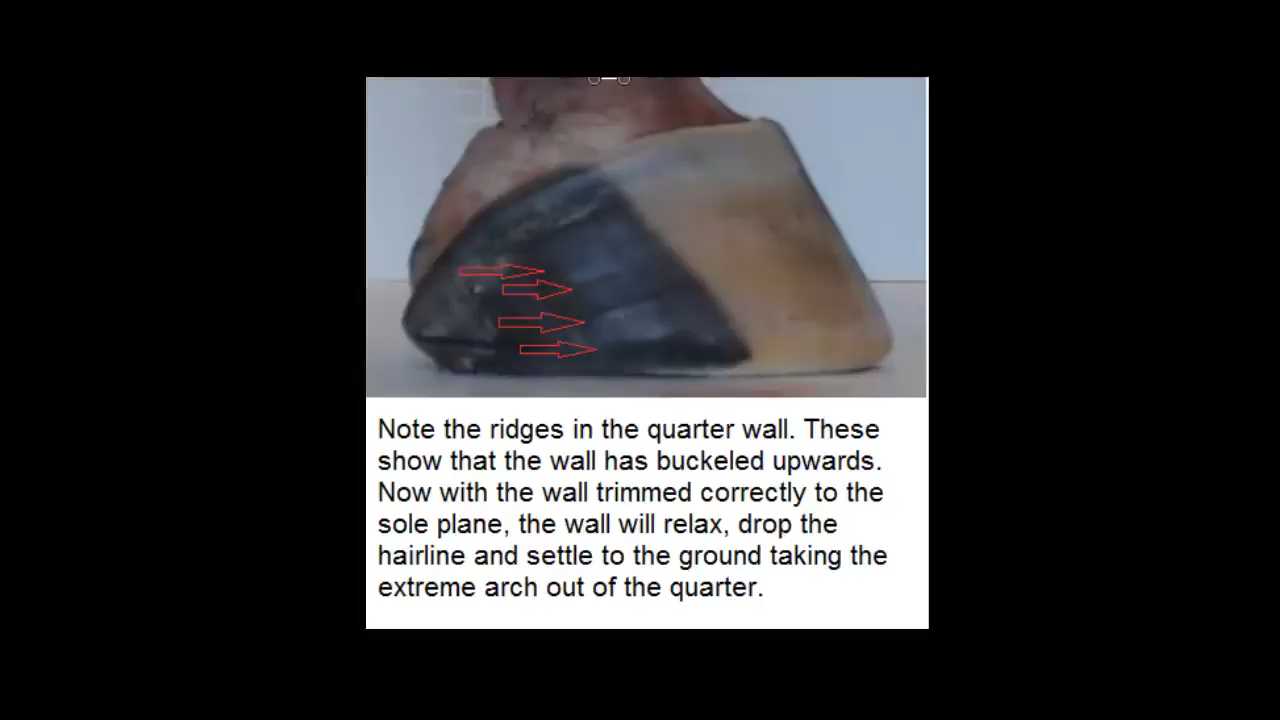 Note the ridges in the quarter wall. These
show that the wall has buckeled upwards.
Now with the wall trimmed correctly to the
sole plane, the wall will relax, drop the
hairline and settle to the ground taking the
extreme arch out of the quarter.